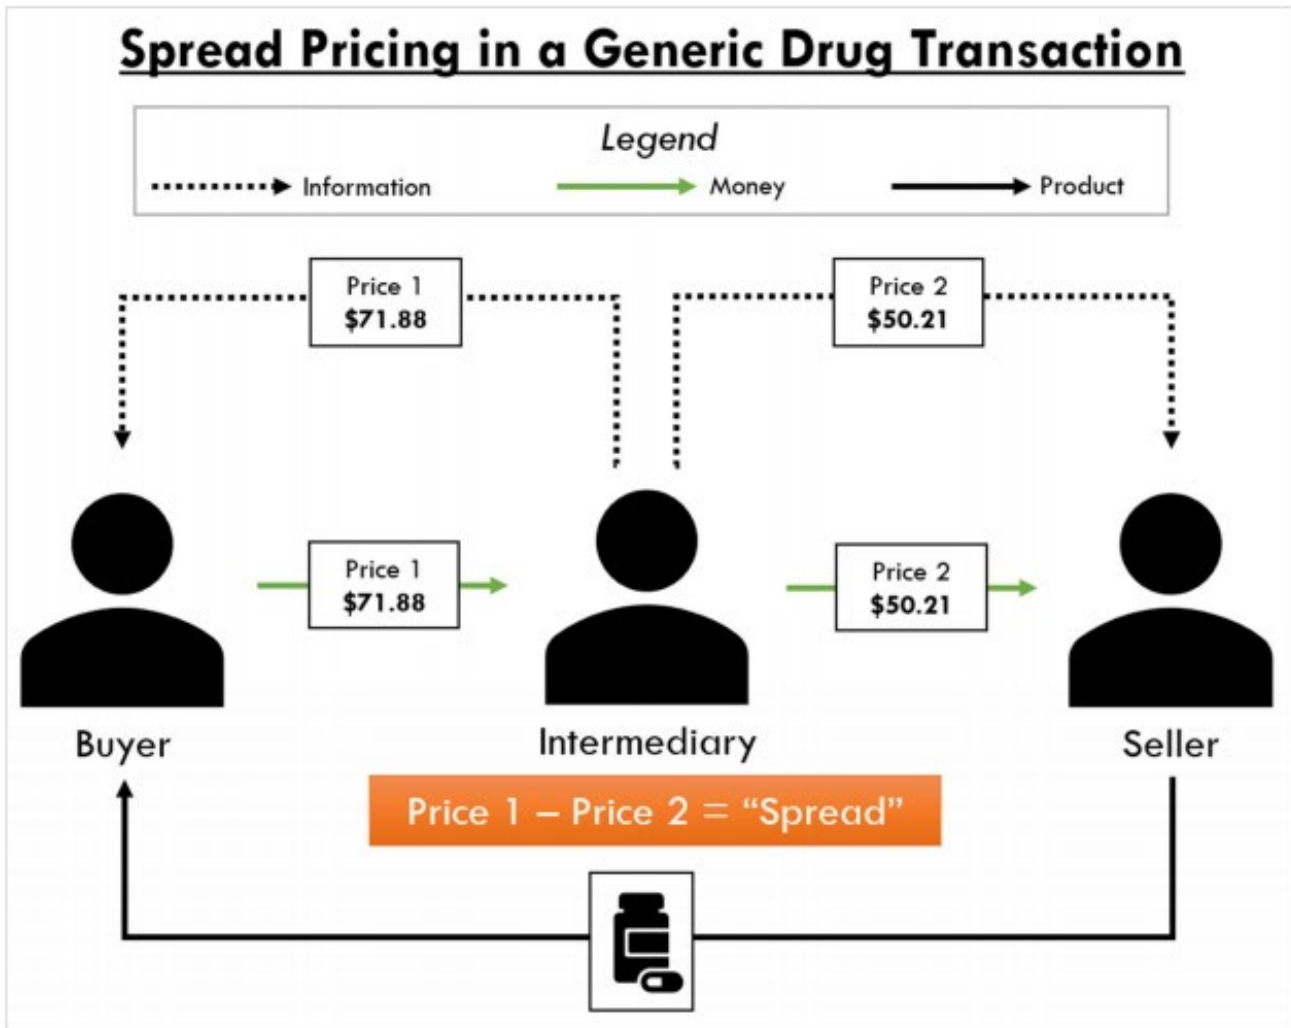 Spread Pricing in a Generic Drug Transaction
Legend
Information
Money
Product
Price 1
$71.88
Price 2
$50.21
Price 1
$71.88
Price 2
$50.21
Buyer
Intermediary
Seller
Price 1 – Price 2 = “Spread”